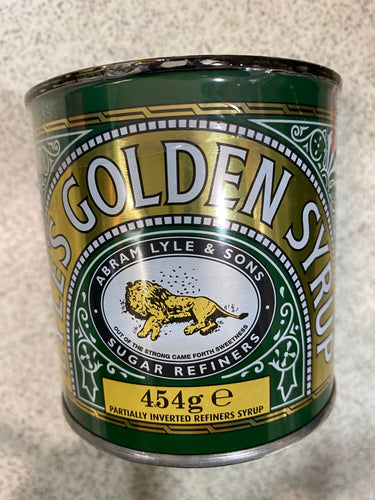 LYLE'S GOLDEN SYRUP
ABRAM LYLE & SONS
OUT OF THE STRONG CAME FORTH SWEETNESS
SUGAR REFINERS
454g ℮
PARTIALLY INVERTED REFINERS SYRUP